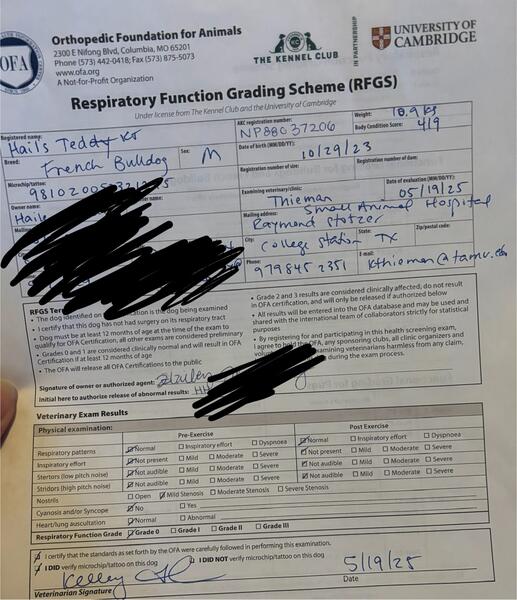 Orthopedic Foundation for Animals
2300 E Nifong Blvd, Columbia, MO 65201
Phone (573) 442-0418; Fax (573) 875-5073
www.ofa.org
A Not-for-Profit Organization
OFA
THE KENNEL CLUB
IN PARTNERSHIP
UNIVERSITY OF CAMBRIDGE
Respiratory Function Grading Scheme (RFGS)
Under license from The Kennel Club and the University of Cambridge
Registered name:
Hail's Teddy
AKC registration number:
NP88037206
Weight:
10.9 kg
Body Condition Score: 4/9
Breed:
French Bulldog
Sex:
M
Date of birth (MM/DD/YY):
10/29/23
Registration number of sire:
Registration number of dam:
Microchip/tattoo:
Examining veterinary/clinic:
Thieman
Small Animal Hospital
Date of evaluation (MM/DD/YY):
05/19/25
Owner name:
Haile
Mailing address:
Raymond Stotzer
City:
College Station
State:
TX
Zip/postal code:
Phone:
979 845 2351
E-mail:
kthieman@tamu.edu
RFGS
The dog identified on
is the dog being examined
I certify that this dog has not had surgery on its respiratory tract
Dog must be at least 12 months of age at the time of the exam to
qualify for OFA Certification, all other exams are considered preliminary
Grades 0 and 1 are considered clinically normal and will result in OFA
Certification if at least 12 months of age
The OFA will release all OFA Certifications to the public
• Grade 2 and 3 results are considered clinically affected, do not result
in OFA certification, and will only be released if authorized below
• All results will be entered into the OFA database and may be used and
shared with the international team of collaborators strictly for statistical
purposes
• By registering for and participating in this health screening exam,
I agree to hold the OFA, any sponsoring clubs, all clinic organizers and
examining veterinarians harmless from any claim,
during the exam process.
Signature of owner or authorized agent:
Initial here to authorize release of abnormal results:
Veterinary Exam Results
Physical examination:
Pre-Exercise
Post Exercise
Respiratory patterns ☑ Normal ☐ Inspiratory effort ☐ Dyspnoea ☑ Normal ☐ Inspiratory effort ☐ Dyspnoea
Inspiratory effort ☑ Not present ☐ Mild ☐ Moderate ☐ Severe ☑ Not present ☐ Mild ☐ Moderate ☐ Severe
Stertors (low pitch noise) ☑ Not audible ☐ Mild ☐ Moderate ☐ Severe ☑ Not audible ☐ Mild ☐ Moderate ☐ Severe
Stridors (high pitch noise) ☑ Not audible ☐ Mild ☐ Moderate ☐ Severe ☑ Not audible ☐ Mild ☐ Moderate ☐ Severe
Nostrils ☐ Open ☑ Mild Stenosis ☐ Moderate Stenosis ☐ Severe Stenosis
Cyanosis and/or Syncope ☑ No ☐ Yes
Heart/lung auscultation ☑ Normal ☐ Abnormal
Respiratory Function Grade ☑ Grade 0 ☐ Grade I ☐ Grade II ☐ Grade III
☑ I certify that the standards as set forth by the OFA were carefully followed in performing this examination.
☑ I DID verify microchip/tattoo on this dog ☐ I DID NOT verify microchip/tattoo on this dog
Kelley
5/19/25
Veterinarian Signature
Date